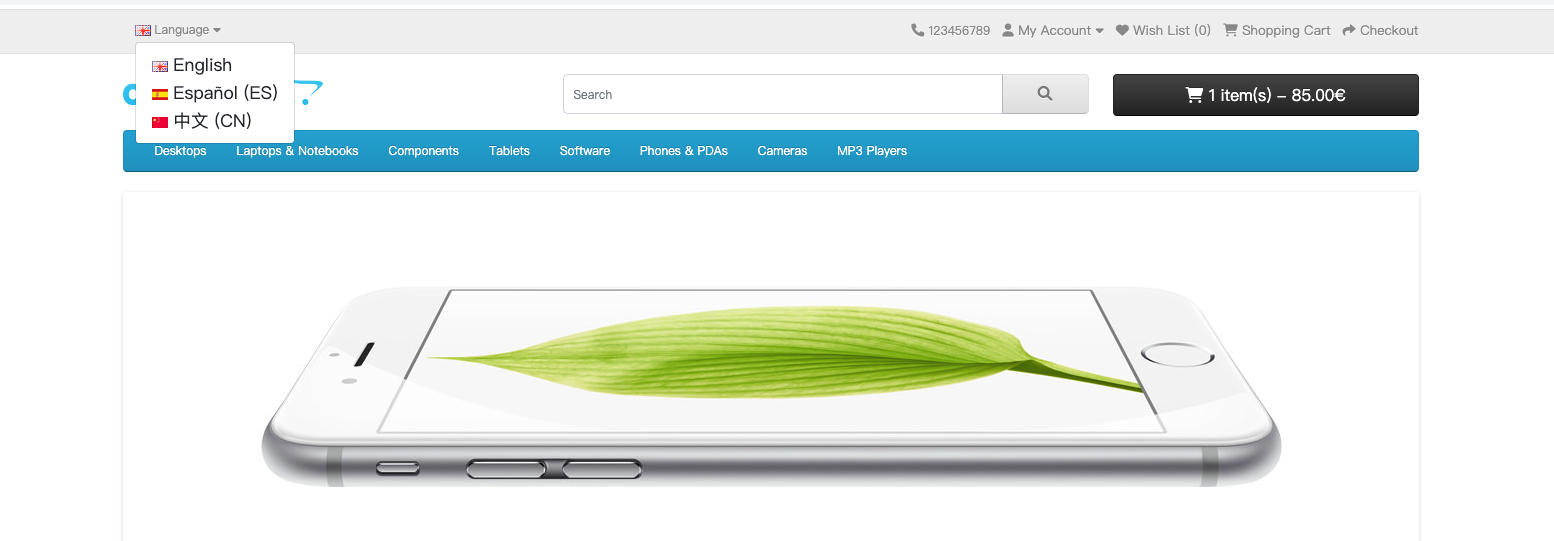 Language
123456789 My Account Wish List (0) Shopping Cart Checkout
English
Español (ES)
中文 (CN)
Search
1 item(s) – 85.00€
Desktops Laptops & Notebooks Components Tablets Software Phones & PDAs Cameras MP3 Players